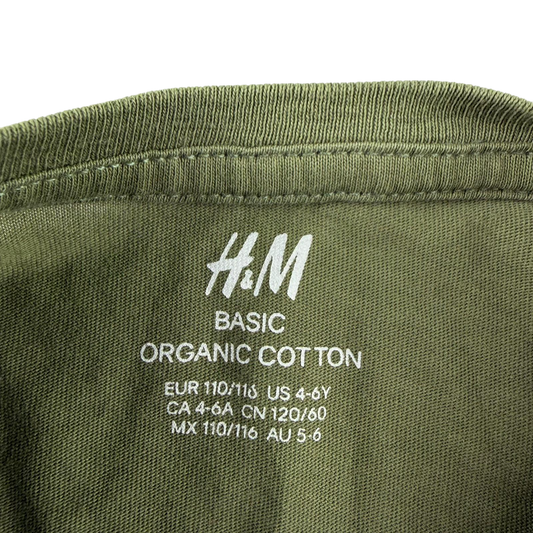 H&M
BASIC
ORGANIC COTTON
EUR 110/116 US 4-6Y
CA 4-6A CN 120/60
MX 110/116 AU 5-6